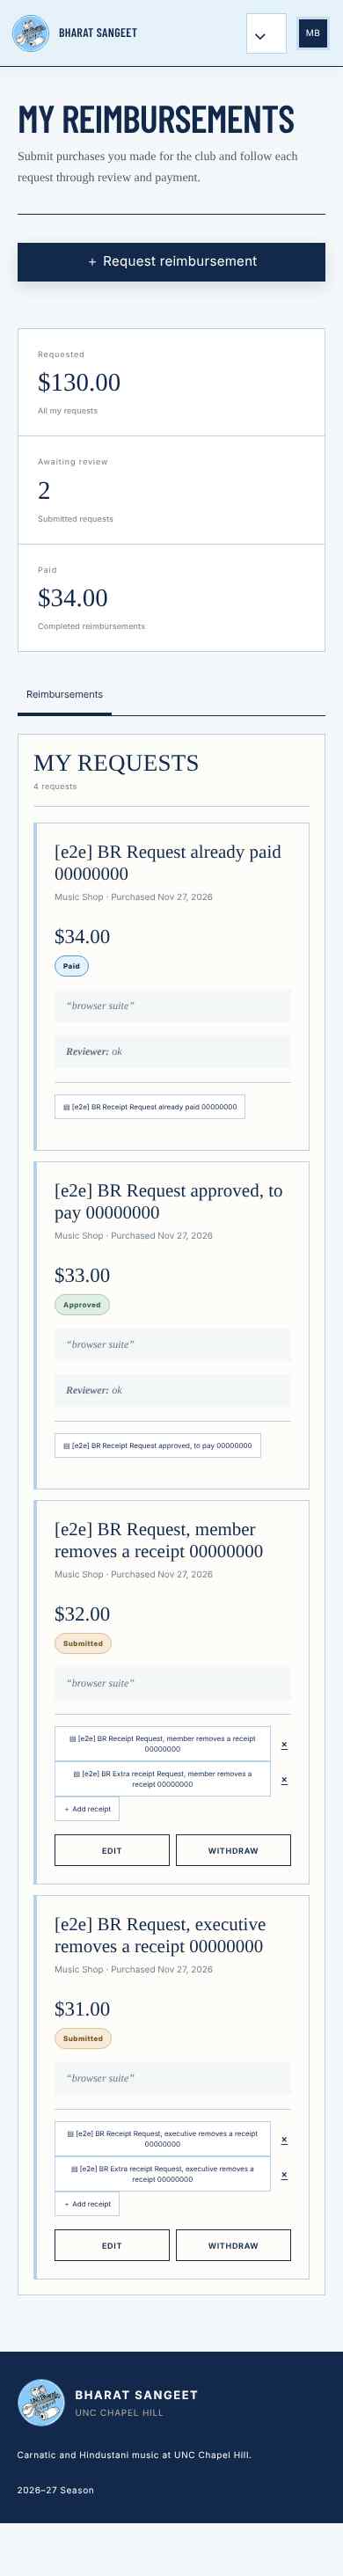 BHARAT SANGEET
MB
MY REIMBURSEMENTS
Submit purchases you made for the club and follow each
request through review and payment.
+ Request reimbursement
Requested
$130.00
All my requests
Awaiting review
2
Submitted requests
Paid
$34.00
Completed reimbursements
Reimbursements
MY REQUESTS
4 requests
[e2e] BR Request already paid
00000000
Music Shop · Purchased Nov 27, 2026
$34.00
Paid
“browser suite”
Reviewer: ok
▤ [e2e] BR Receipt Request already paid 00000000
[e2e] BR Request approved, to
pay 00000000
Music Shop · Purchased Nov 27, 2026
$33.00
Approved
“browser suite”
Reviewer: ok
▤ [e2e] BR Receipt Request approved, to pay 00000000
[e2e] BR Request, member
removes a receipt 00000000
Music Shop · Purchased Nov 27, 2026
$32.00
Submitted
“browser suite”
▤ [e2e] BR Receipt Request, member removes a receipt
00000000
×
▤ [e2e] BR Extra receipt Request, member removes a
receipt 00000000
×
+ Add receipt
EDIT WITHDRAW
[e2e] BR Request, executive
removes a receipt 00000000
Music Shop · Purchased Nov 27, 2026
$31.00
Submitted
“browser suite”
▤ [e2e] BR Receipt Request, executive removes a receipt
00000000
×
▤ [e2e] BR Extra receipt Request, executive removes a
receipt 00000000
×
+ Add receipt
EDIT WITHDRAW
BHARAT SANGEET
UNC CHAPEL HILL
Carnatic and Hindustani music at UNC Chapel Hill.
2026–27 Season